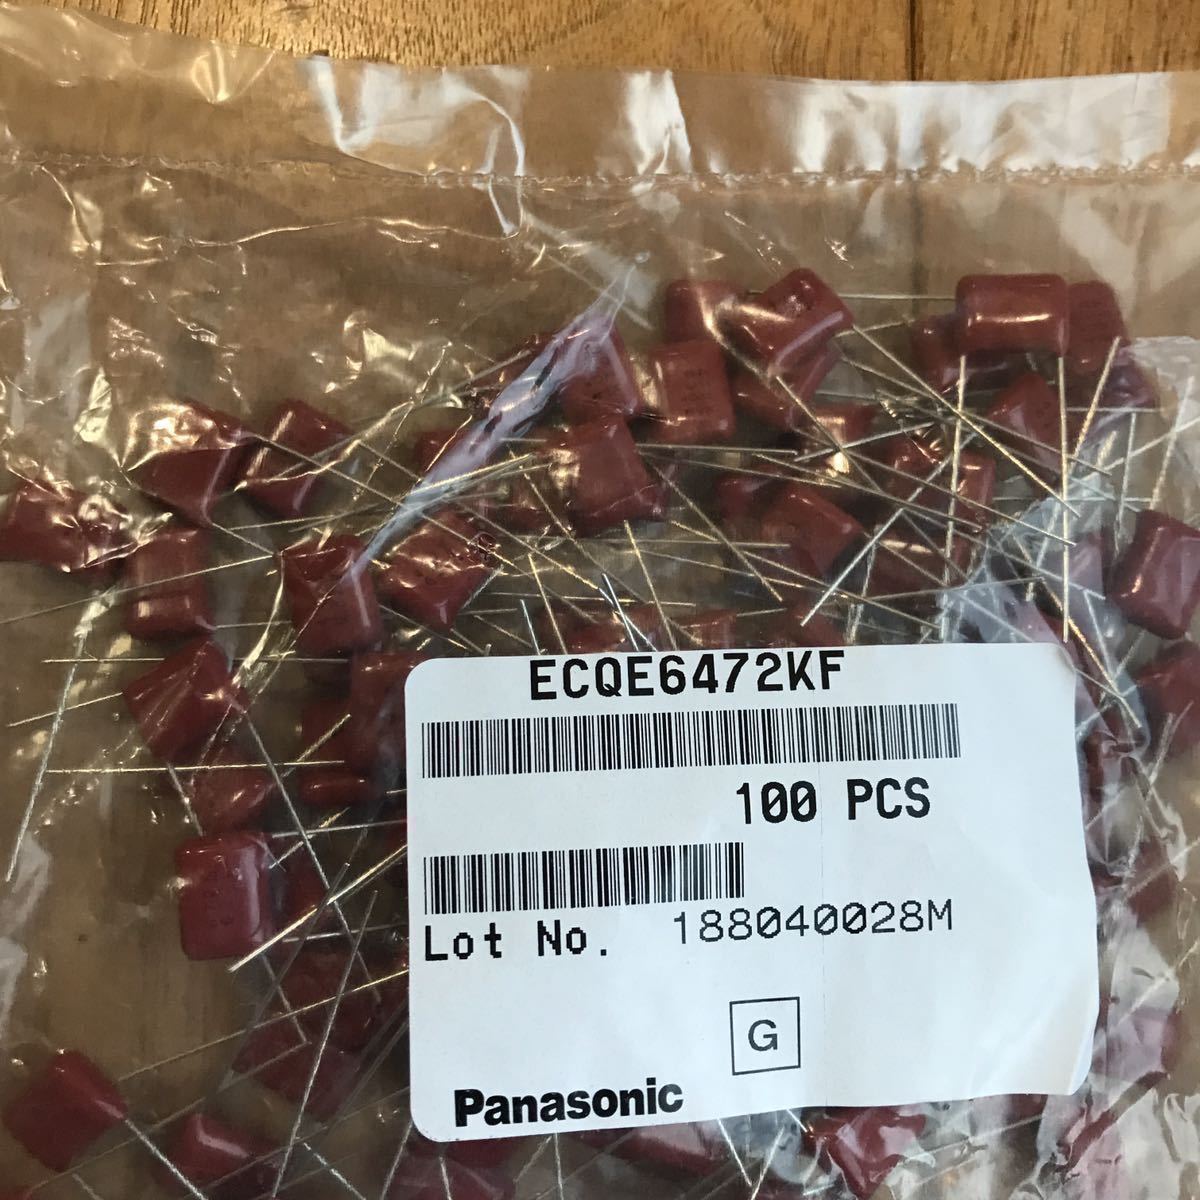 ECQE6472KF
100 PCS
Lot No. 188040028M
G
Panasonic